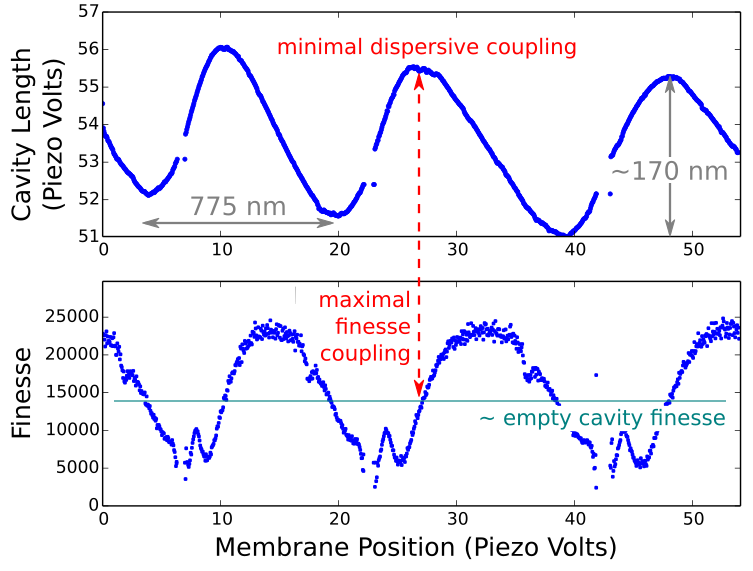 57
56
55
54
53
52
51
Cavity Length
(Piezo Volts)
minimal dispersive coupling
775 nm
~170 nm
0
10
20
30
40
50
25000
20000
15000
10000
5000
0
Finesse
maximal
finesse
coupling
~ empty cavity finesse
0
10
20
30
40
50
Membrane Position (Piezo Volts)